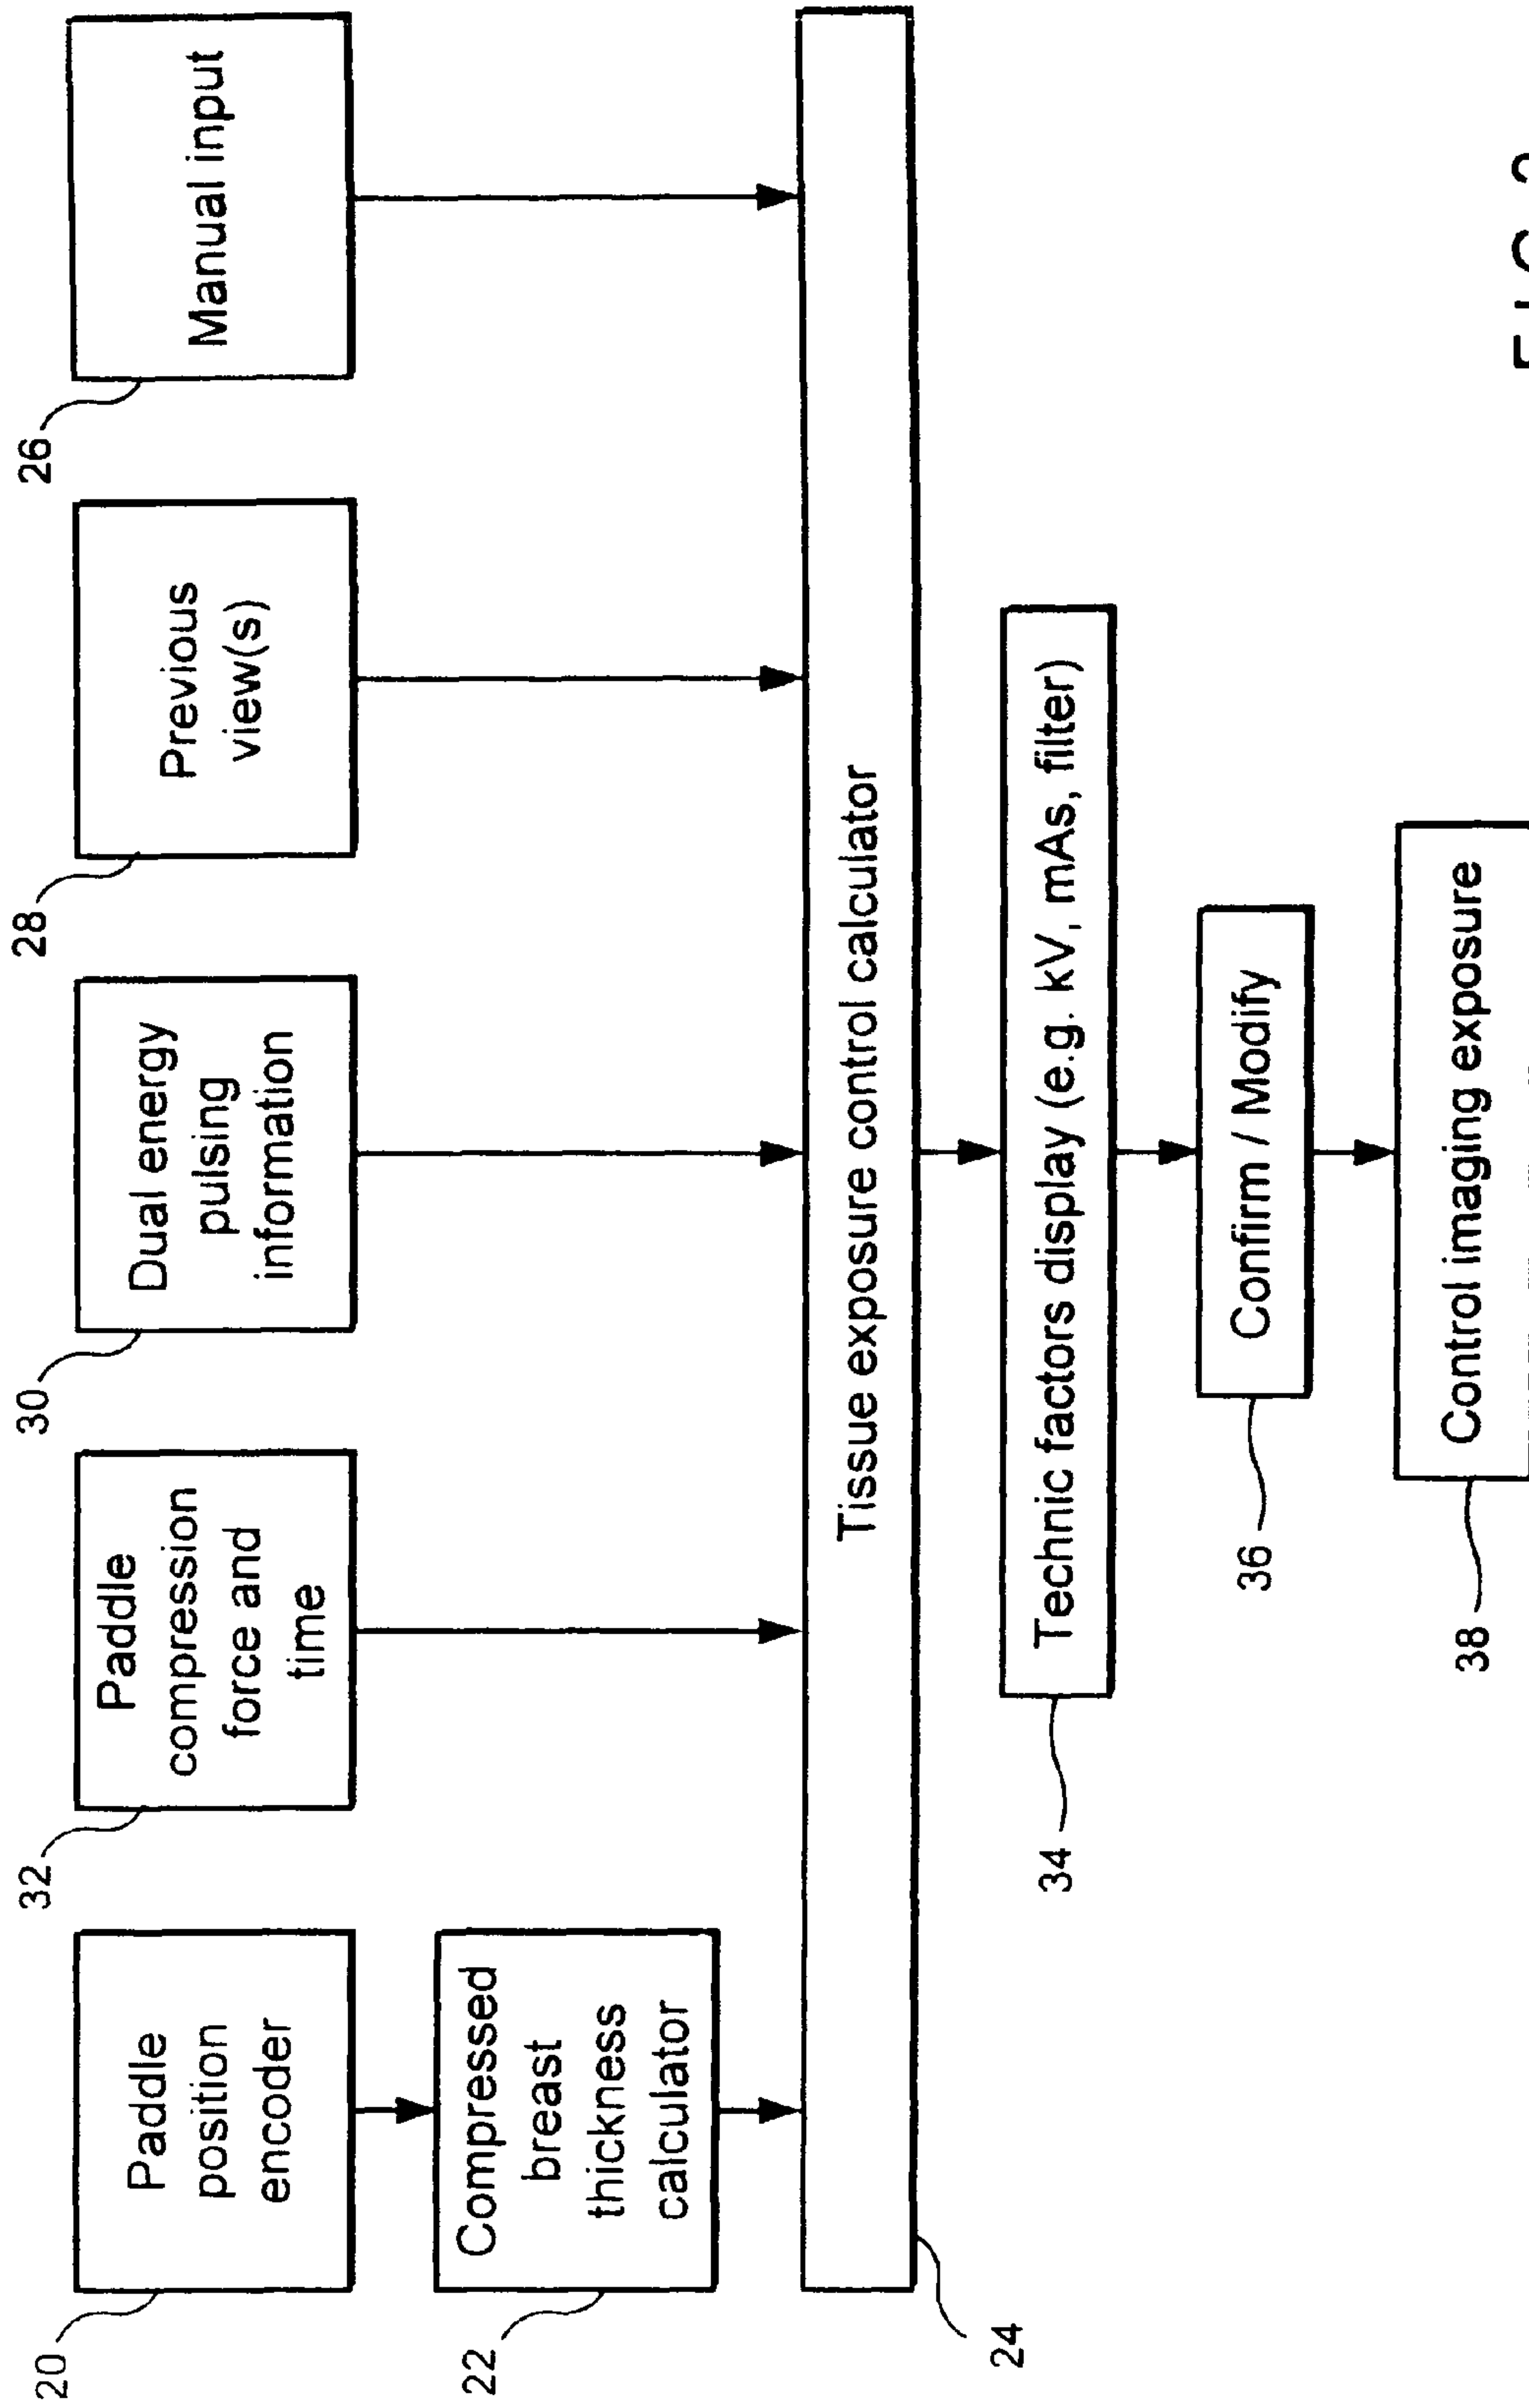 20
Paddle
position
encoder
32
Paddle
compression
force and
time
30
Dual energy
pulsing
information
28
Previous
view(s)
26
Manual input
22
Compressed
breast
thickness
calculator
24
Tissue exposure control calculator
34
Technic factors display (e.g. kV, mAs, filter)
36
Confirm / Modify
38
Control imaging exposure